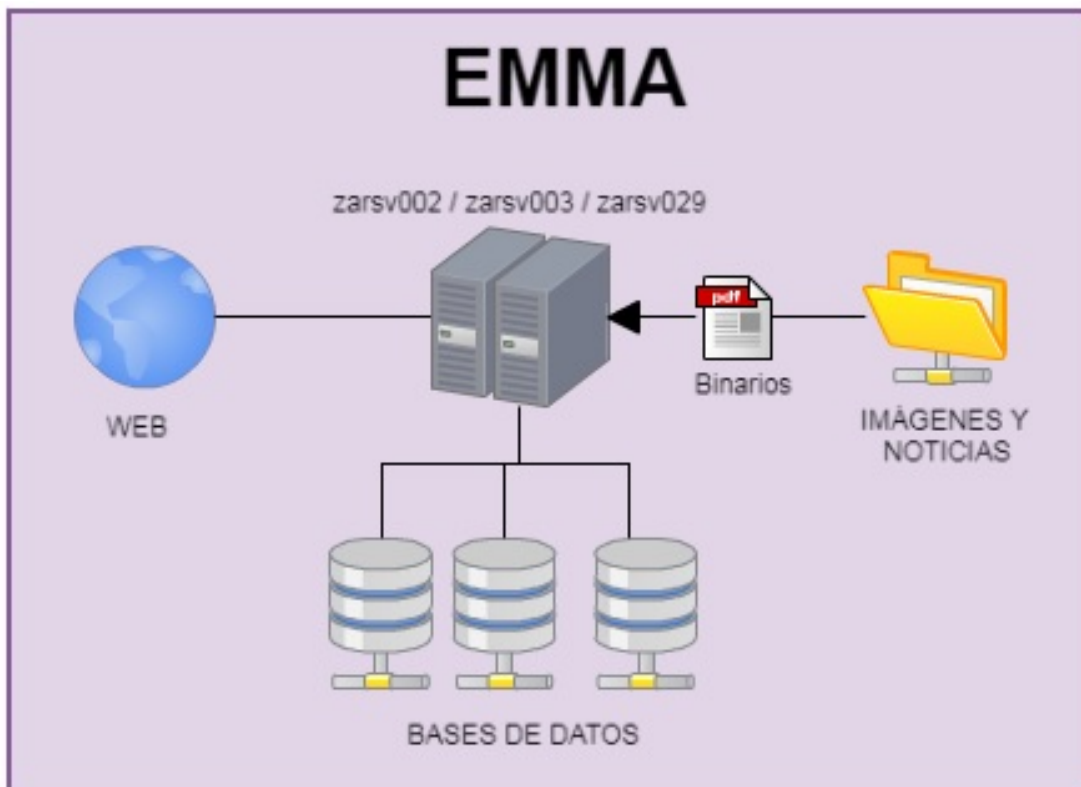 EMMA
zarsv002 / zarsv003 / zarsv029
pdf
Binarios
WEB
IMÁGENES Y
NOTICIAS
BASES DE DATOS